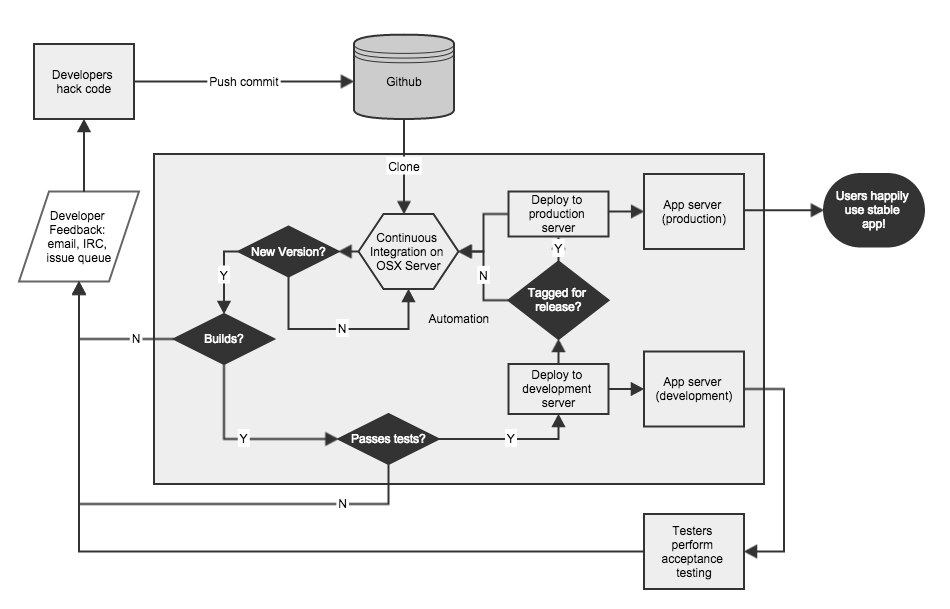 Developers
hack code
Push commit
Github
Clone
Developer
Feedback:
email, IRC,
issue queue
New Version?
Continuous
Integration on
OSX Server
Deploy to
production
server
App server
(production)
Users happily
use stable
app!
Y
N
Y
N
Tagged for
release?
Automation
N
Builds?
Deploy to
development
server
App server
(development)
Y
Passes tests?
Y
N
Testers
perform
acceptance
testing